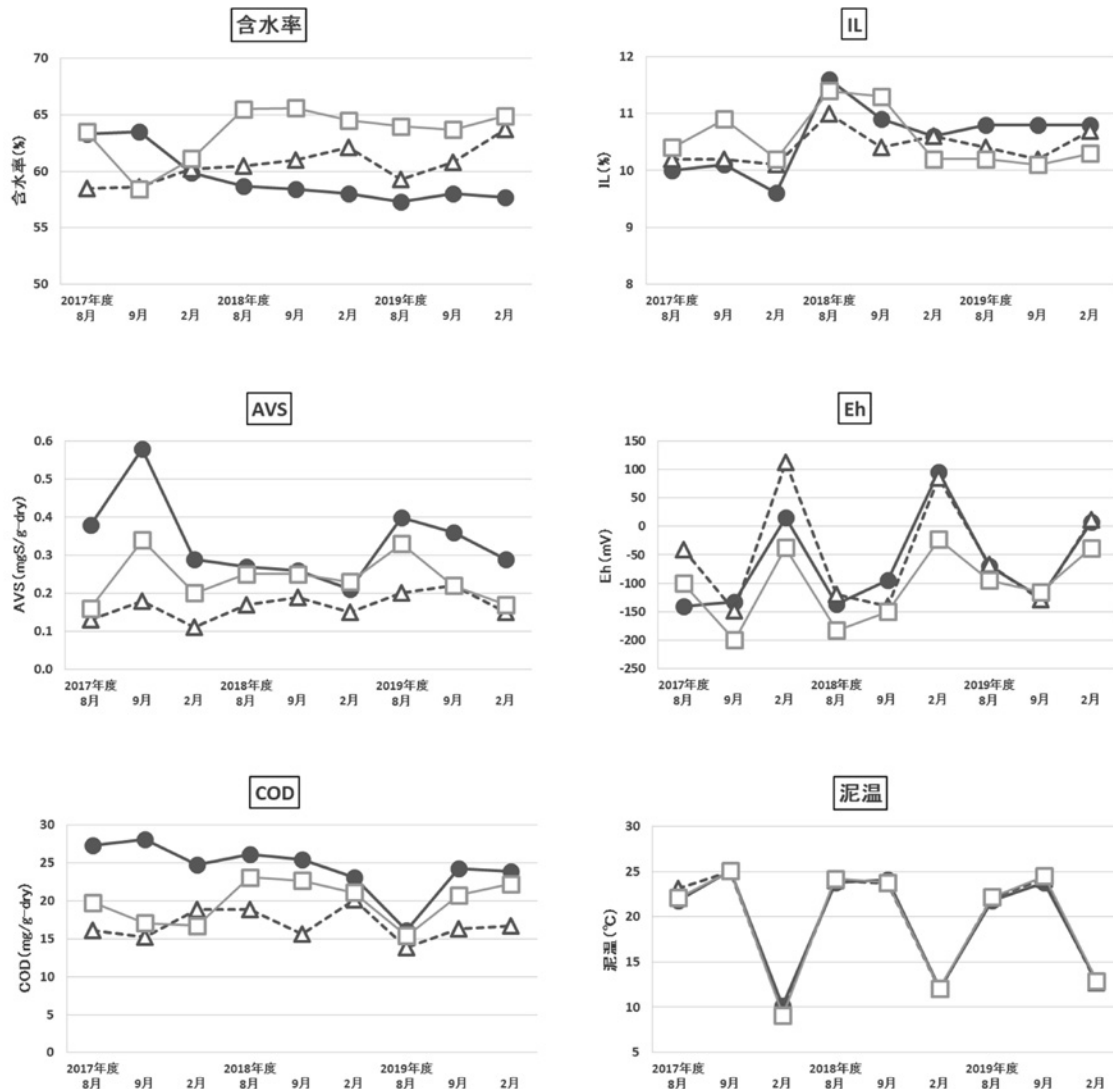 含水率
70
65
60
55
50
含水率(%)
2017年度
8月
9月
2月
2018年度
8月
9月
2月
2019年度
8月
9月
2月
IL
12
11
10
9
8
IL(%)
2017年度
8月
9月
2月
2018年度
8月
9月
2月
2019年度
8月
9月
2月
AVS
0.6
0.5
0.4
0.3
0.2
0.1
0.0
AVS(mgS/g-dry)
2017年度
8月
9月
2月
2018年度
8月
9月
2月
2019年度
8月
9月
2月
Eh
150
100
50
0
-50
-100
-150
-200
-250
Eh(mV)
2017年度
8月
9月
2月
2018年度
8月
9月
2月
2019年度
8月
9月
2月
COD
30
25
20
15
10
5
0
COD(mg/g-dry)
2017年度
8月
9月
2月
2018年度
8月
9月
2月
2019年度
8月
9月
2月
泥温
30
25
20
15
10
5
泥温(℃)
2017年度
8月
9月
2月
2018年度
8月
9月
2月
2019年度
8月
9月
2月